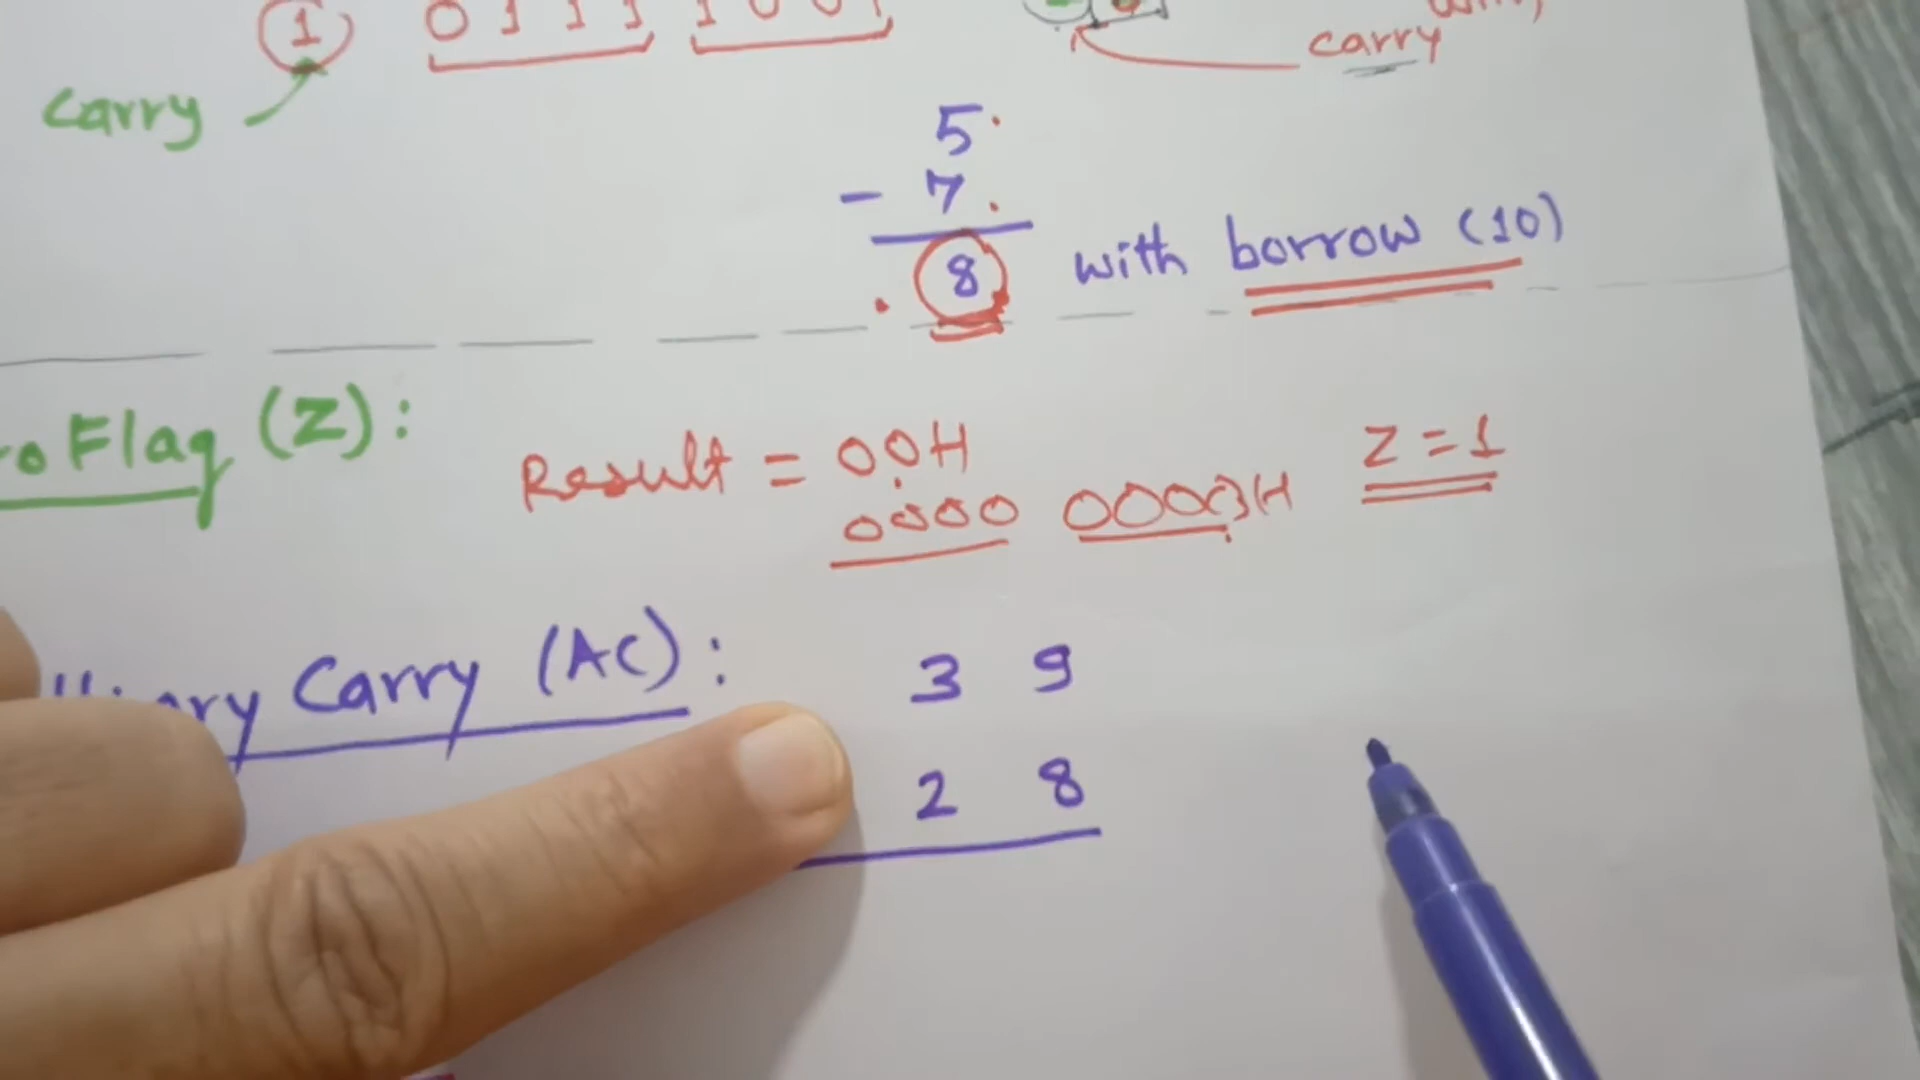 1 0111 1001
carry
carry
5
- 7
8 with borrow (10)
Flag (Z):
Result = 00H Z = 1
0000 0000H
Carry (AC): 3 9
2 8